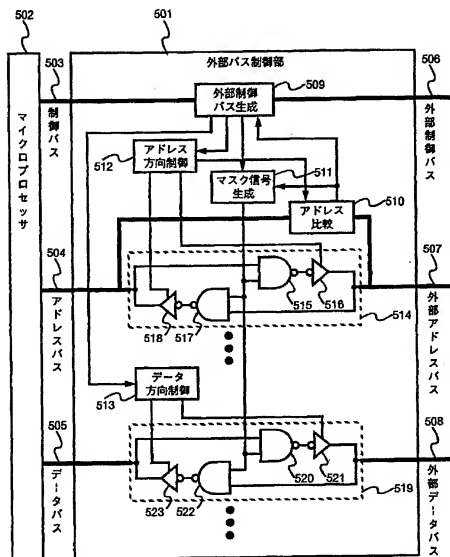 502
501
マイクロプロセッサ
外部バス制御部
503
制御バス
509
外部制御
バス生成
506
外部制御バス
512
アドレス
方向制御
511
マスク信号
生成
510
アドレス
比較
504
アドレスバス
507
外部アドレスバス
515
516
518
517
514
513
データ
方向制御
505
データバス
508
外部データバス
520
521
523
522
519